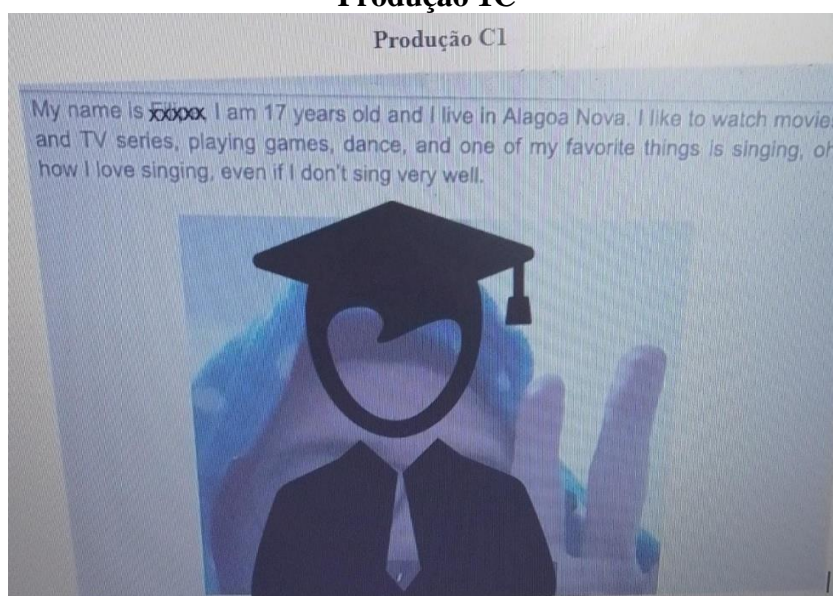 Produção 1C
Produção C1
My name is I am 17 years old and I live in Alagoa Nova. I like to watch movies
and TV series, playing games, dance, and one of my favorite things is singing, oh
how I love singing, even if I don't sing very well.